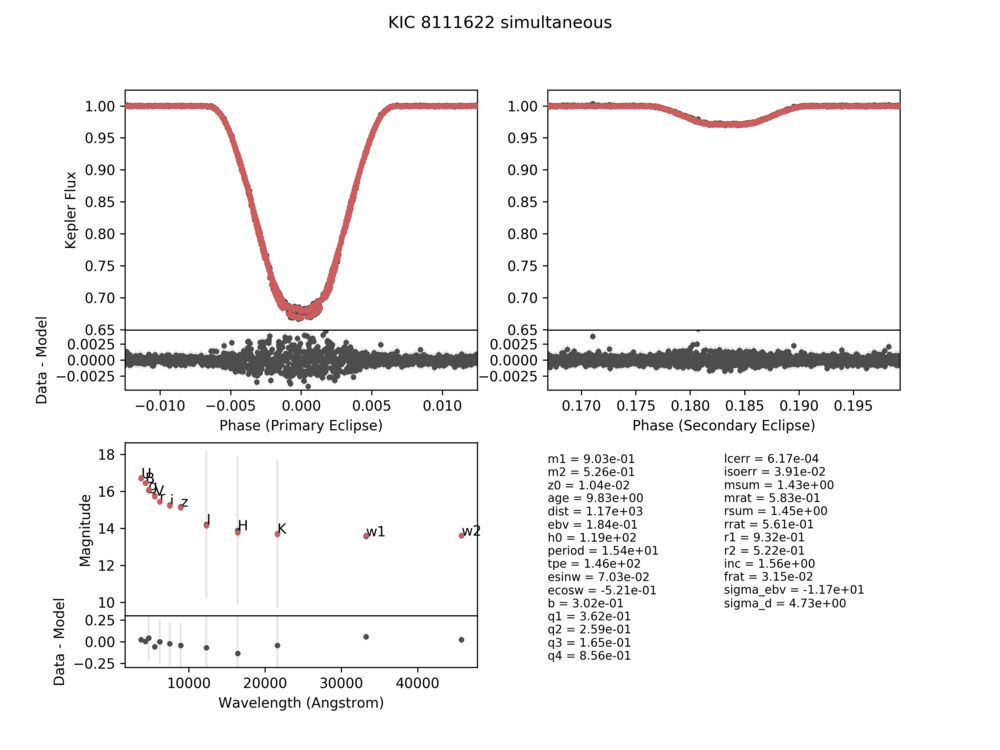 KIC 8111622 simultaneous
1.00
0.95
0.90
0.85
0.80
0.75
0.70
0.65
Kepler Flux
0.0025
0.0000
−0.0025
Data - Model
−0.010
−0.005
0.000
0.005
0.010
Phase (Primary Eclipse)
1.00
0.95
0.90
0.85
0.80
0.75
0.70
0.65
0.0025
0.0000
−0.0025
0.170
0.175
0.180
0.185
0.190
0.195
Phase (Secondary Eclipse)
18
16
14
12
10
Magnitude
U
B
g
V
r
i
z
J
H
K
w1
w2
0.25
0.00
−0.25
Data - Model
10000
20000
30000
40000
Wavelength (Angstrom)
m1 = 9.03e-01
m2 = 5.26e-01
z0 = 1.04e-02
age = 9.83e+00
dist = 1.17e+03
ebv = 1.84e-01
h0 = 1.19e+02
period = 1.54e+01
tpe = 1.46e+02
esinw = 7.03e-02
ecosw = -5.21e-01
b = 3.02e-01
q1 = 3.62e-01
q2 = 2.59e-01
q3 = 1.65e-01
q4 = 8.56e-01
lcerr = 6.17e-04
isoerr = 3.91e-02
msum = 1.43e+00
mrat = 5.83e-01
rsum = 1.45e+00
rrat = 5.61e-01
r1 = 9.32e-01
r2 = 5.22e-01
inc = 1.56e+00
frat = 3.15e-02
sigma_ebv = -1.17e+01
sigma_d = 4.73e+00